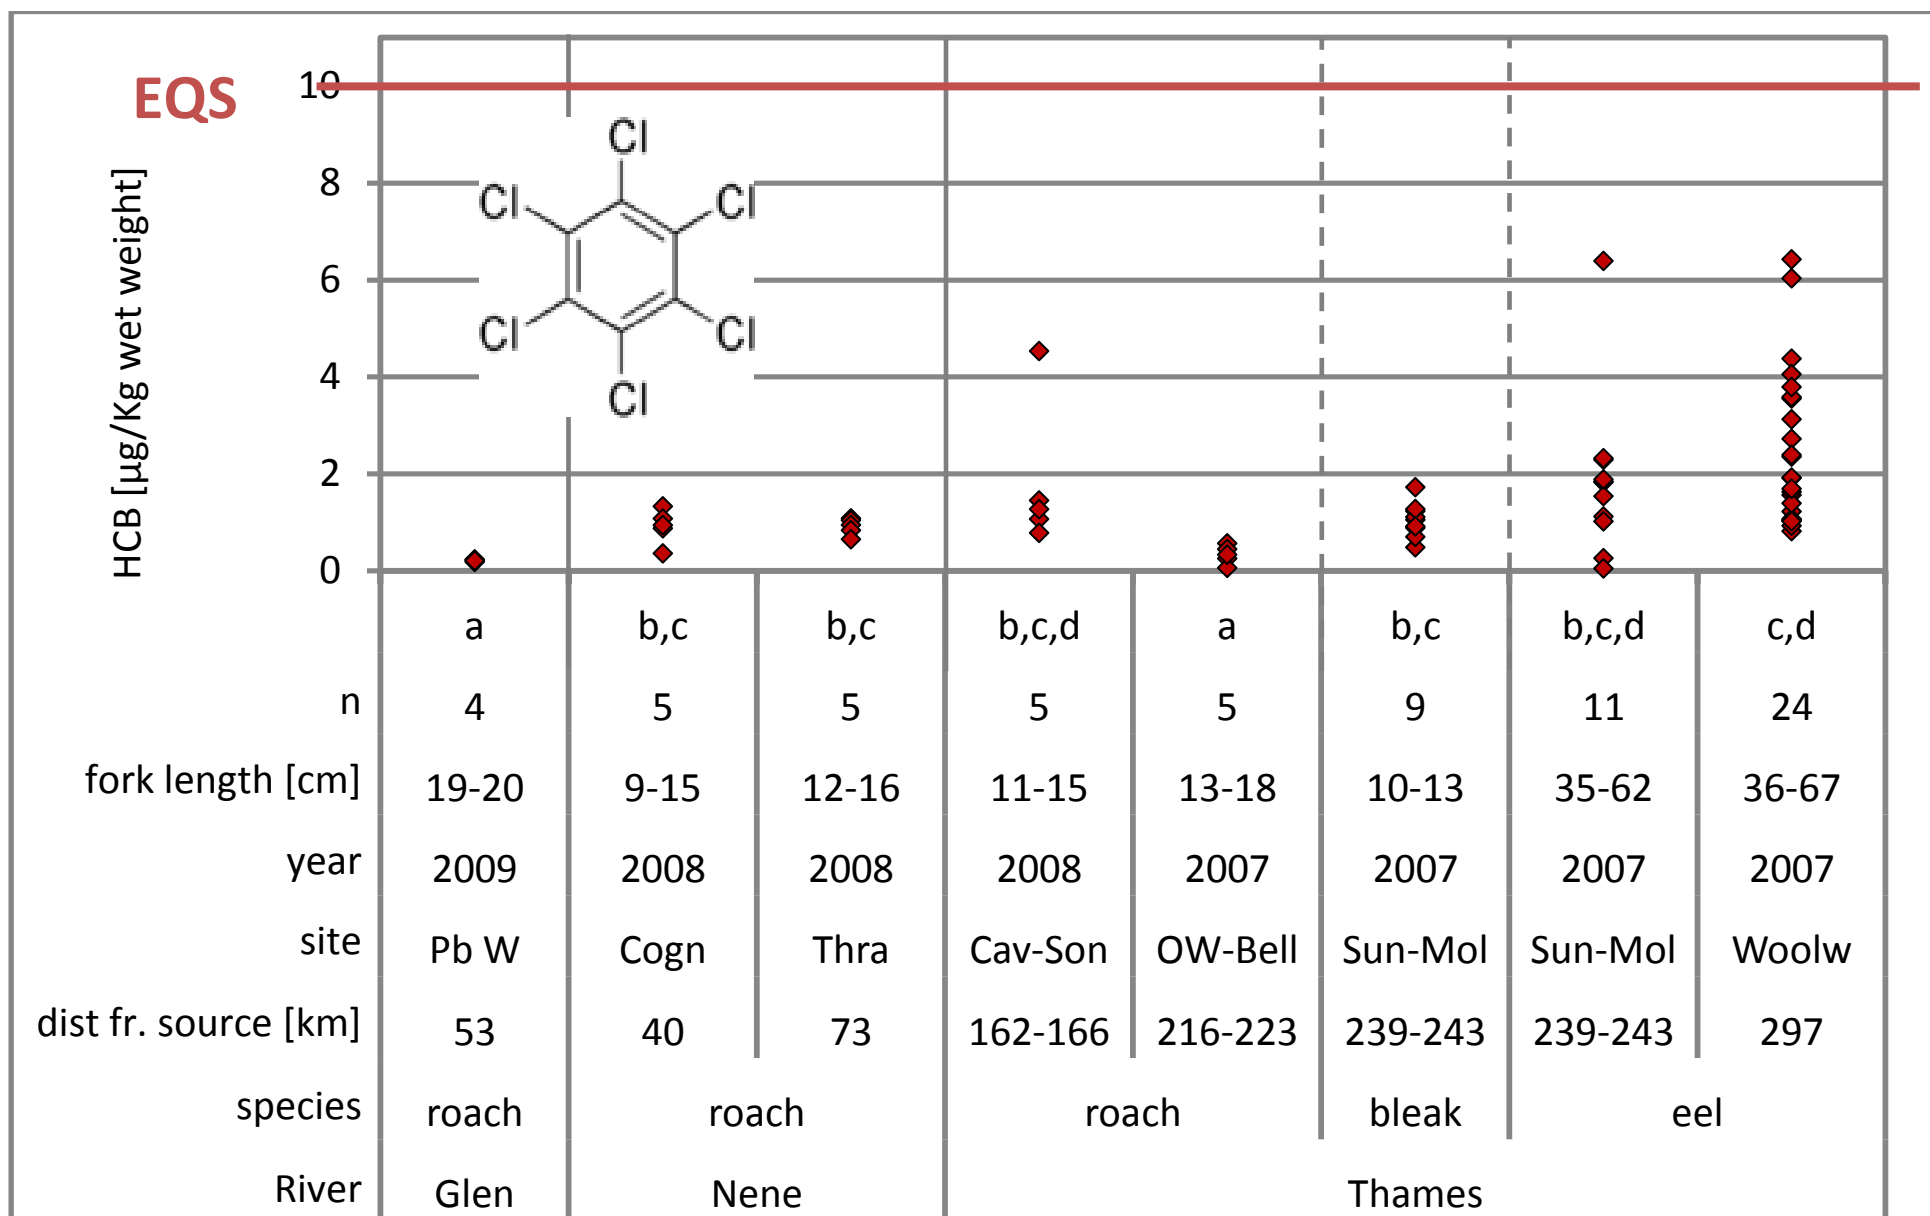 EQS
HCB [µg/Kg wet weight]
10
8
6
4
2
0
Cl
Cl Cl
Cl Cl
Cl
a b,c b,c b,c,d a b,c b,c,d c,d
n 4 5 5 5 5 9 11 24
fork length [cm] 19-20 9-15 12-16 11-15 13-18 10-13 35-62 36-67
year 2009 2008 2008 2008 2007 2007 2007 2007
site Pb W Cogn Thra Cav-Son OW-Bell Sun-Mol Sun-Mol Woolw
dist fr. source [km] 53 40 73 162-166 216-223 239-243 239-243 297
species roach roach roach bleak eel
River Glen Nene Thames